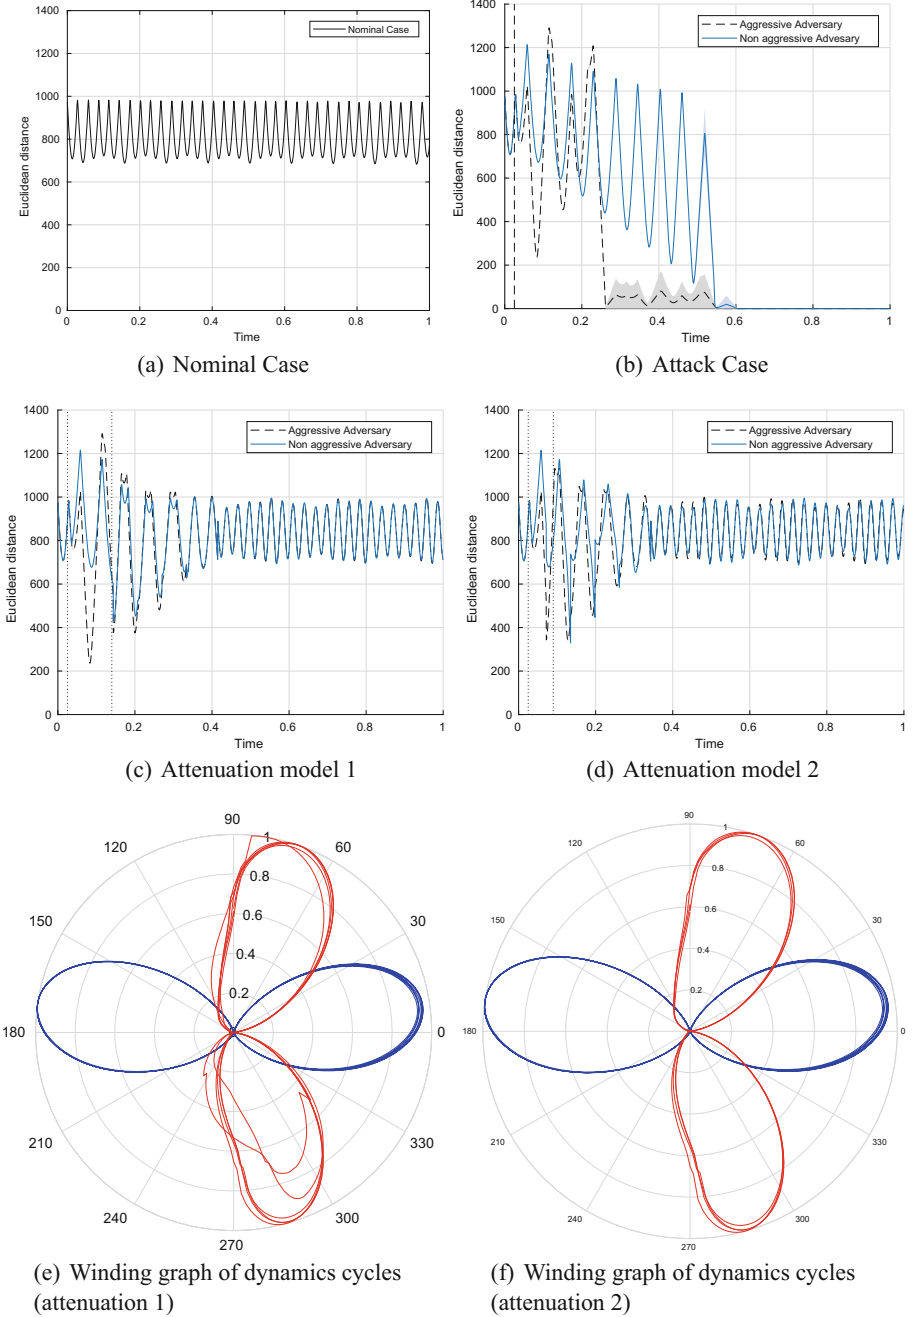 1400
1200
1000
800
600
400
200
0
0 0.2 0.4 0.6 0.8 1
Euclidean distance
Time
Nominal Case
(a) Nominal Case
1400
1200
1000
800
600
400
200
0
0 0.2 0.4 0.6 0.8 1
Euclidean distance
Time
Aggressive Adversary
Non aggressive Advesary
(b) Attack Case
1400
1200
1000
800
600
400
200
0
0 0.2 0.4 0.6 0.8 1
Euclidean distance
Time
Aggressive Adversary
Non aggressive Adversary
(c) Attenuation model 1
1400
1200
1000
800
600
400
200
0
0 0.2 0.4 0.6 0.8 1
Euclidean distance
Time
Aggressive Adversary
Non aggressive Adversary
(d) Attenuation model 2
90
120 1 60
0.8
150 0.6 30
0.4
0.2
180 0
210 330
240 300
270
(e) Winding graph of dynamics cycles
(attenuation 1)
90
120 1 60
0.8
150 0.6 30
0.4
0.2
180 0
210 330
240 300
270
(f) Winding graph of dynamics cycles
(attenuation 2)